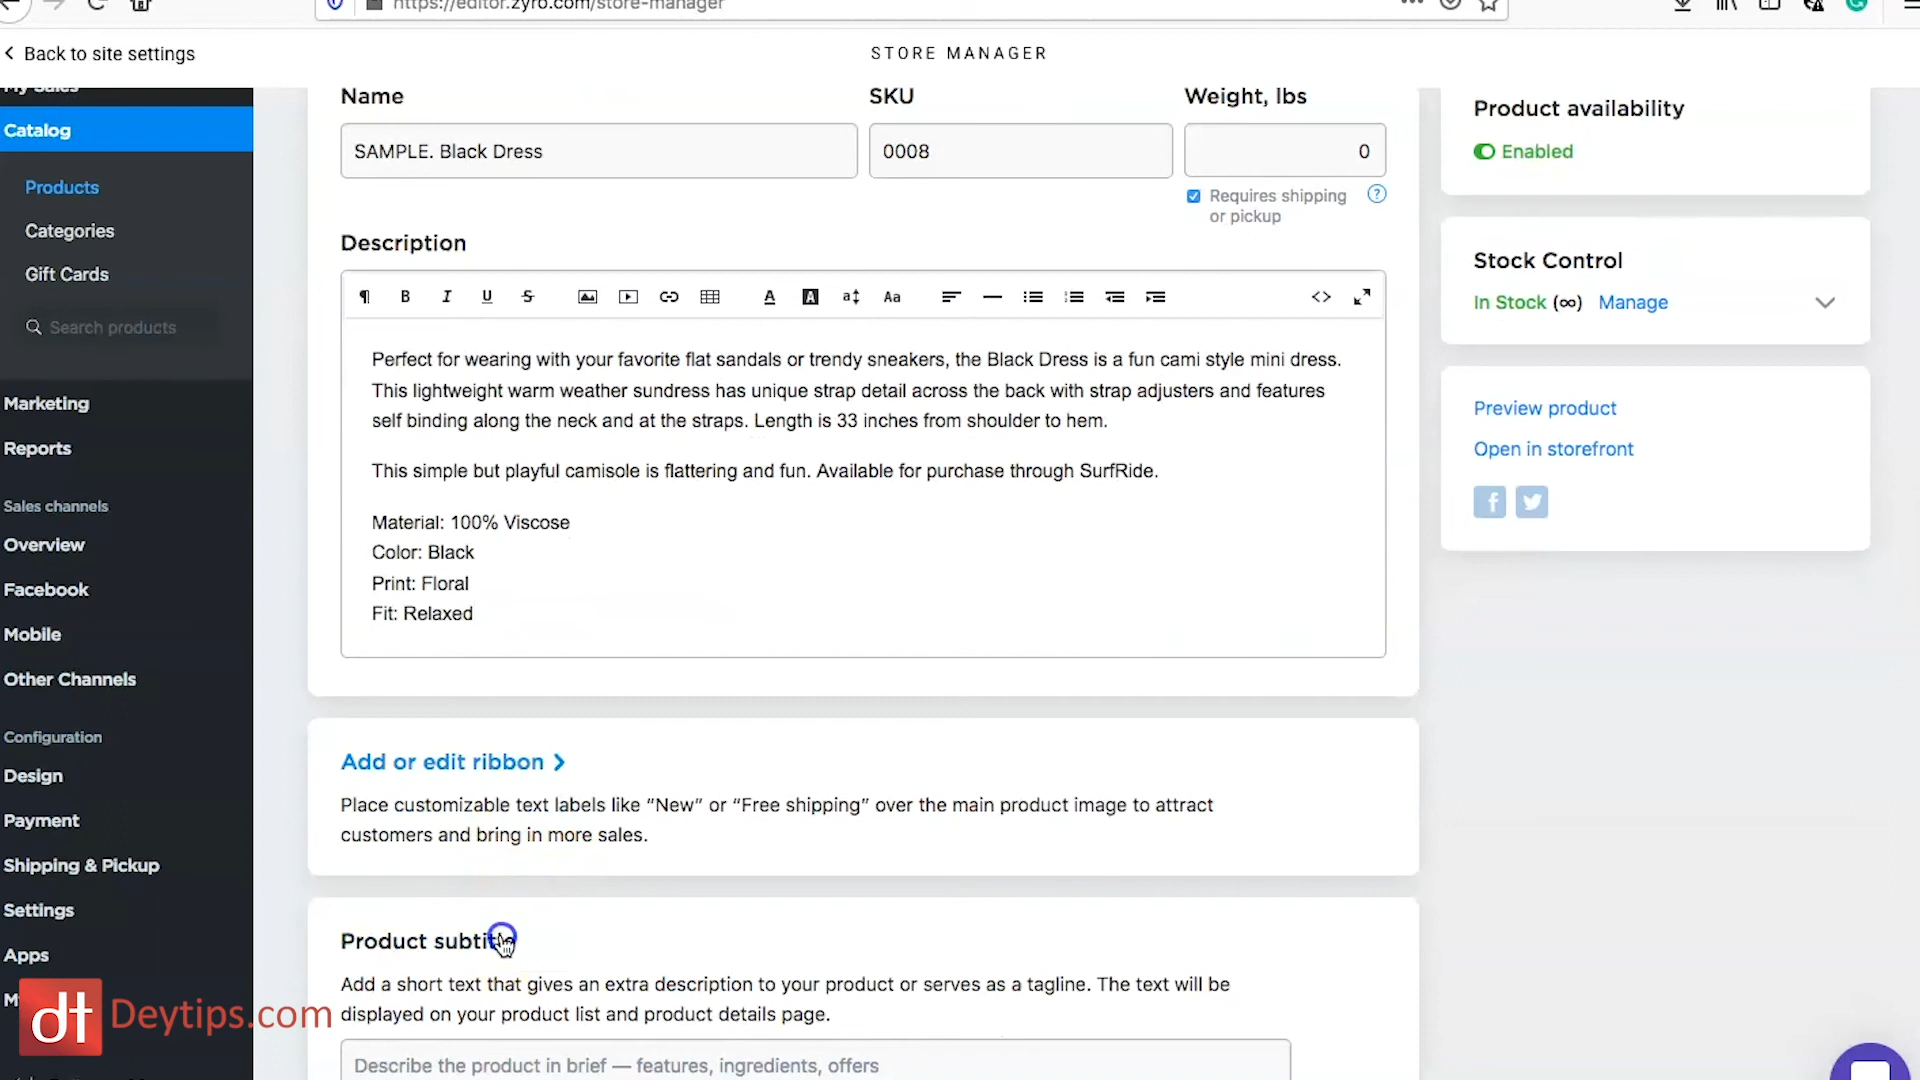 https://editor.zyro.com/store-manager
Back to site settings
STORE MANAGER
My Sales
Catalog
Products
Categories
Gift Cards
Search products
Marketing
Reports
Sales channels
Overview
Facebook
Mobile
Other Channels
Configuration
Design
Payment
Shipping & Pickup
Settings
Apps
dt Deytips.com
Name
SAMPLE. Black Dress
SKU
0008
Weight, lbs
0
Requires shipping
or pickup
?
Description
¶ B I U S A A Aa <>
Perfect for wearing with your favorite flat sandals or trendy sneakers, the Black Dress is a fun cami style mini dress.
This lightweight warm weather sundress has unique strap detail across the back with strap adjusters and features
self binding along the neck and at the straps. Length is 33 inches from shoulder to hem.
This simple but playful camisole is flattering and fun. Available for purchase through SurfRide.
Material: 100% Viscose
Color: Black
Print: Floral
Fit: Relaxed
Add or edit ribbon
Place customizable text labels like “New” or “Free shipping” over the main product image to attract
customers and bring in more sales.
Product subtitle
Add a short text that gives an extra description to your product or serves as a tagline. The text will be
displayed on your product list and product details page.
Describe the product in brief — features, ingredients, offers
Product availability
Enabled
Stock Control
In Stock (∞) Manage
Preview product
Open in storefront